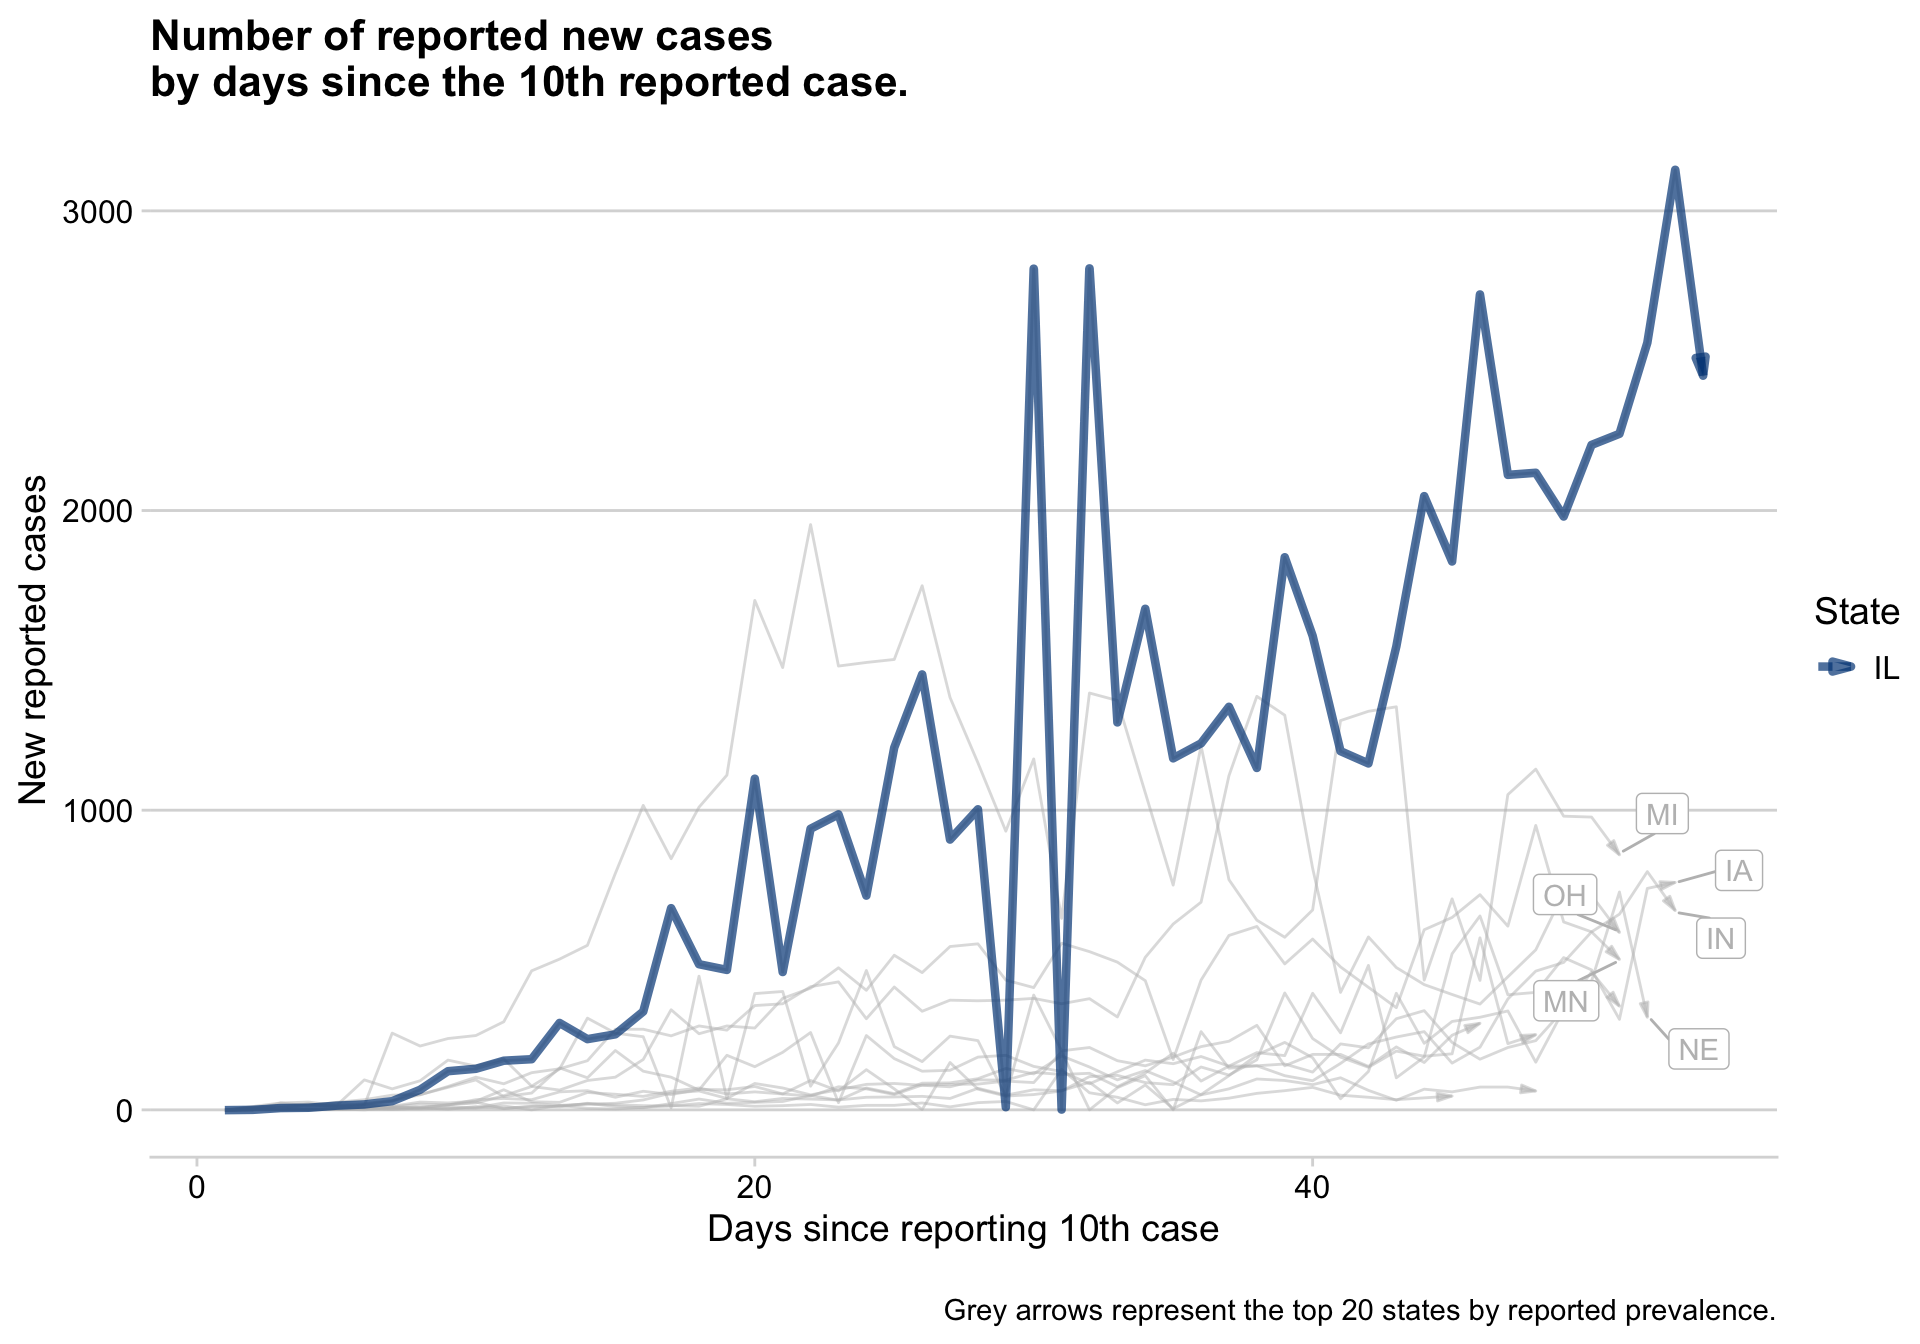 Number of reported new cases
by days since the 10th reported case.
New reported cases
3000
2000
1000
0
0
20
40
Days since reporting 10th case
MI
IA
OH
IN
MN
NE
State
IL
Grey arrows represent the top 20 states by reported prevalence.